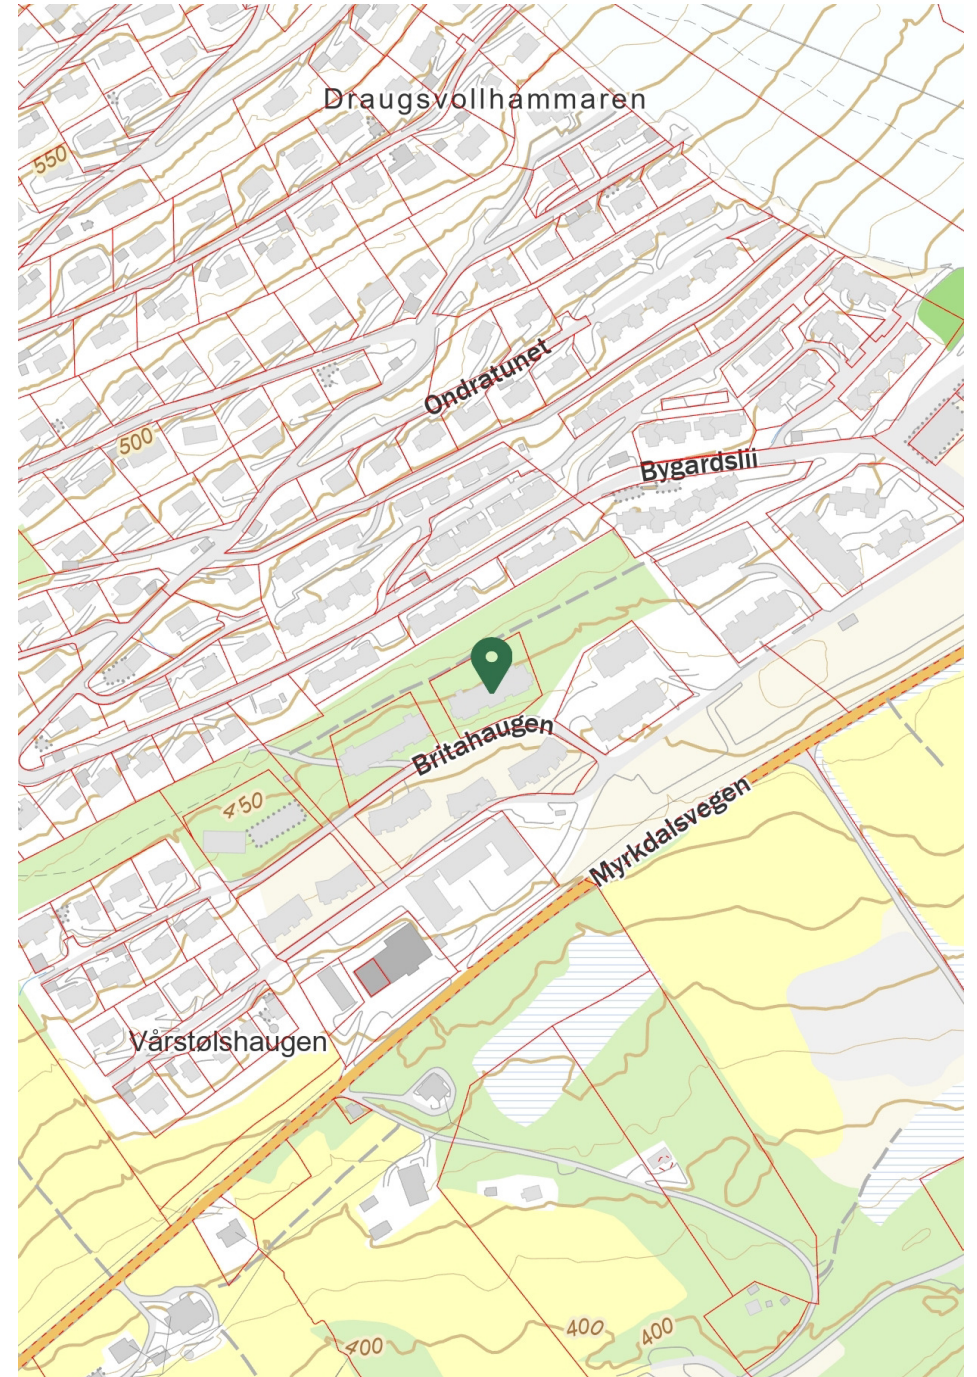 Draugsvollhammaren
550
Ondratunet
500
Bygardslii
Britahaugen
450
Myrkdalsvegen
Vårstølshaugen
400
400
400